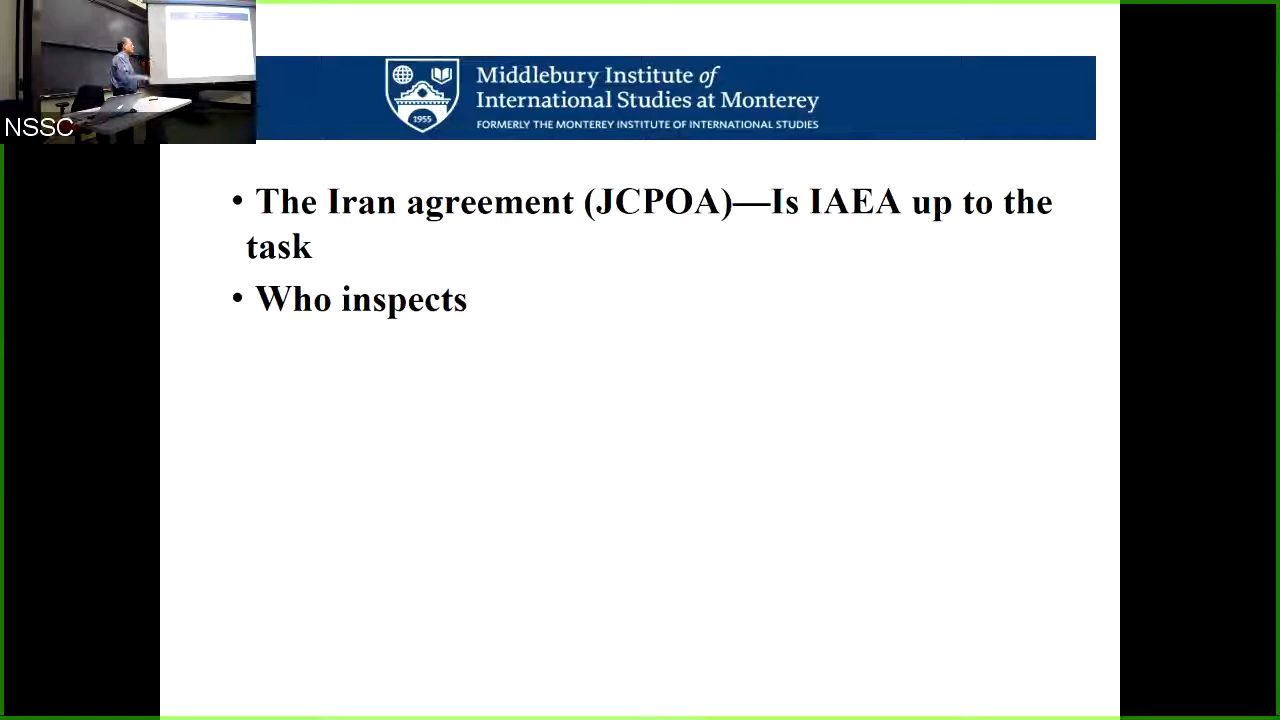 NSSC
1955
Middlebury Institute of
International Studies at Monterey
FORMERLY THE MONTEREY INSTITUTE OF INTERNATIONAL STUDIES
• The Iran agreement (JCPOA)—Is IAEA up to the
task
• Who inspects